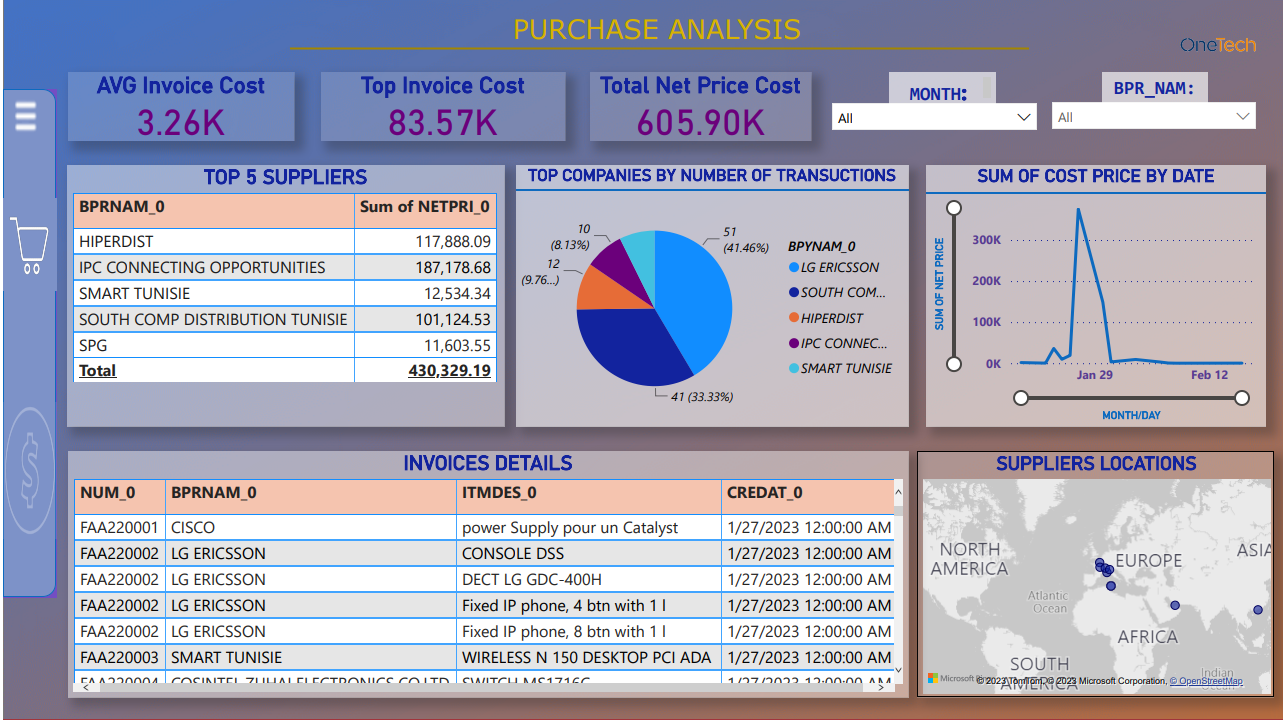 PURCHASE ANALYSIS
OneTech
AVG Invoice Cost
3.26K
Top Invoice Cost
83.57K
Total Net Price Cost
605.90K
MONTH:
All
BPR_NAM:
All
TOP 5 SUPPLIERS
BPRNAM_0 Sum of NETPRI_0
HIPERDIST 117,888.09
IPC CONNECTING OPPORTUNITIES 187,178.68
SMART TUNISIE 12,534.34
SOUTH COMP DISTRIBUTION TUNISIE 101,124.53
SPG 11,603.55
Total 430,329.19
TOP COMPANIES BY NUMBER OF TRANSUCTIONS
10
(8.13%)
12
(9.76...)
51
(41.46%)
41 (33.33%)
BPYNAM_0
LG ERICSSON
SOUTH COM...
HIPERDIST
IPC CONNEC...
SMART TUNISIE
SUM OF COST PRICE BY DATE
SUM OF NET PRICE
300K
200K
100K
0K
Jan 29 Feb 12
MONTH/DAY
INVOICES DETAILS
NUM_0 BPRNAM_0 ITMDES_0 CREDAT_0
FAA220001 CISCO power Supply pour un Catalyst 1/27/2023 12:00:00 AM
FAA220002 LG ERICSSON CONSOLE DSS 1/27/2023 12:00:00 AM
FAA220002 LG ERICSSON DECT LG GDC-400H 1/27/2023 12:00:00 AM
FAA220002 LG ERICSSON Fixed IP phone, 4 btn with 1 l 1/27/2023 12:00:00 AM
FAA220002 LG ERICSSON Fixed IP phone, 8 btn with 1 l 1/27/2023 12:00:00 AM
FAA220003 SMART TUNISIE WIRELESS N 150 DESKTOP PCI ADA 1/27/2023 12:00:00 AM
FAA220004 COSINTEL ZUHAI ELECTRONICS CO LTD SWITCH MS1716C 1/27/2023 12:00:00 AM
SUPPLIERS LOCATIONS
NORTH
AMERICA
EUROPE
ASIA
Atlantic
Ocean
AFRICA
SOUTH
AMERICA
Indian
Microsoft
© 2023 TomTom, © 2023 Microsoft Corporation, © OpenStreetMap